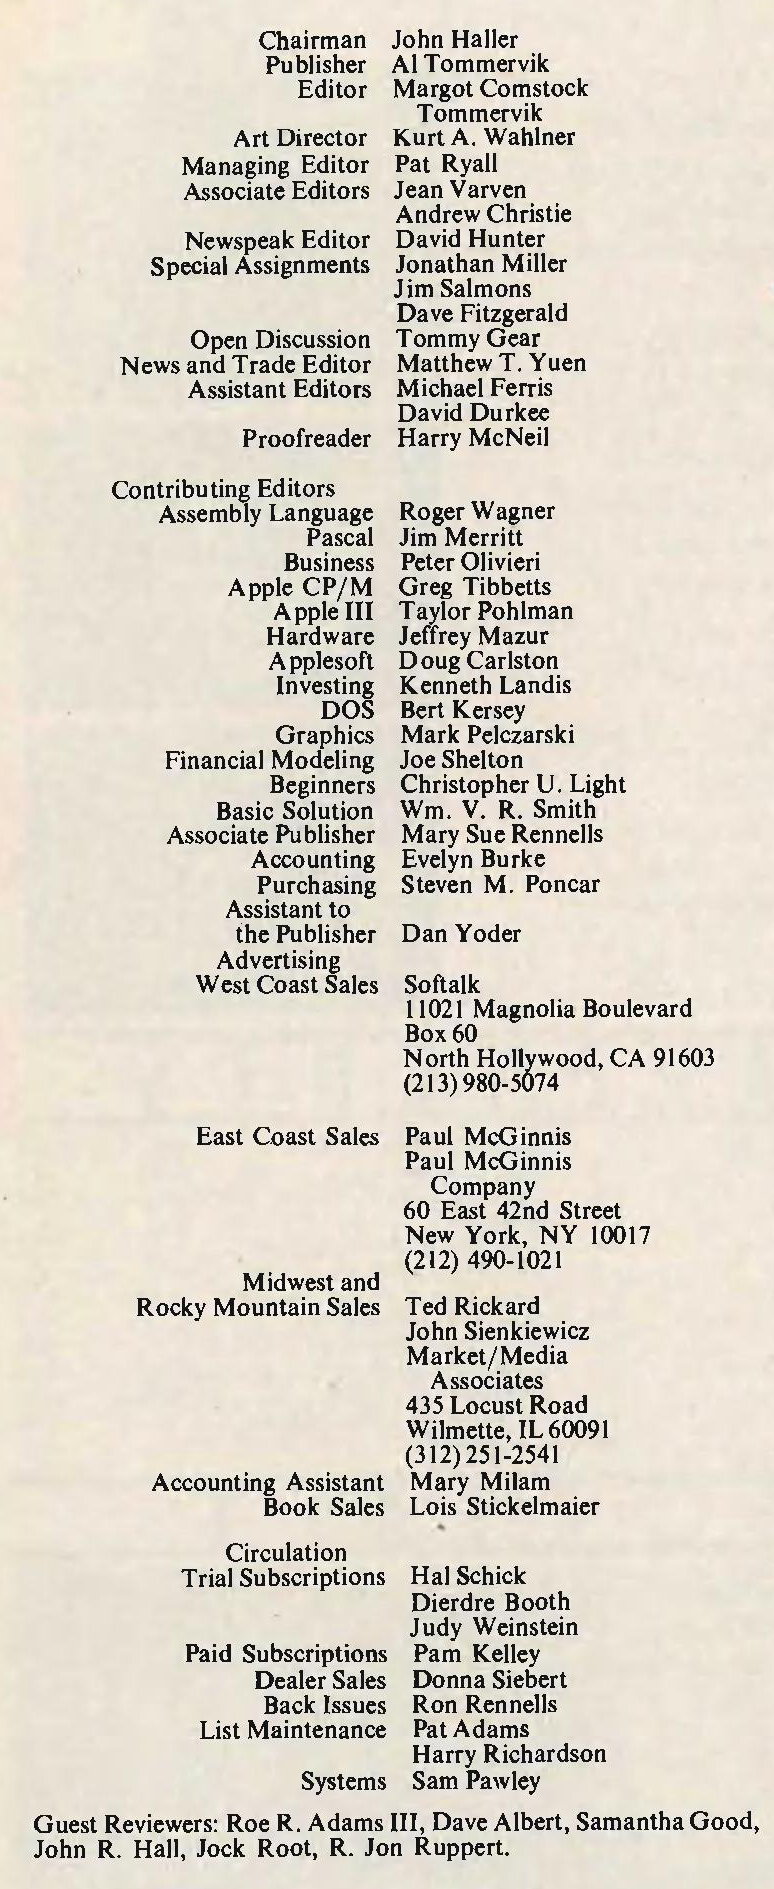 Chairman John Haller
Publisher Al Tommervik
Editor Margot Comstock
Tommervik
Art Director Kurt A. Wahlner
Managing Editor Pat Ryall
Associate Editors Jean Varven
Andrew Christie
Newspeak Editor David Hunter
Special Assignments Jonathan Miller
Jim Salmons
Dave Fitzgerald
Open Discussion Tommy Gear
News and Trade Editor Matthew T. Yuen
Assistant Editors Michael Ferris
David Durkee
Proofreader Harry McNeil
Contributing Editors
Assembly Language Roger Wagner
Pascal Jim Merritt
Business Peter Olivieri
Apple CP/M Greg Tibbetts
Apple III Taylor Pohlman
Hardware Jeffrey Mazur
Applesoft Doug Carlston
Investing Kenneth Landis
DOS Bert Kersey
Graphics Mark Pelczarski
Financial Modeling Joe Shelton
Beginners Christopher U. Light
Basic Solution Wm. V. R. Smith
Associate Publisher Mary Sue Rennells
Accounting Evelyn Burke
Purchasing Steven M. Poncar
Assistant to
the Publisher Dan Yoder
Advertising
West Coast Sales Softalk
11021 Magnolia Boulevard
Box 60
North Hollywood, CA 91603
(213) 980-5074
East Coast Sales Paul McGinnis
Paul McGinnis
Company
60 East 42nd Street
New York, NY 10017
(212) 490-1021
Midwest and
Rocky Mountain Sales Ted Rickard
John Sienkiewicz
Market/Media
Associates
435 Locust Road
Wilmette, IL 60091
(312) 251-2541
Accounting Assistant Mary Milam
Book Sales Lois Stickelmaier
Circulation
Trial Subscriptions Hal Schick
Dierdre Booth
Judy Weinstein
Paid Subscriptions Pam Kelley
Dealer Sales Donna Siebert
Back Issues Ron Rennells
List Maintenance Pat Adams
Harry Richardson
Systems Sam Pawley
Guest Reviewers: Roe R. Adams III, Dave Albert, Samantha Good,
John R. Hall, Jock Root, R. Jon Ruppert.